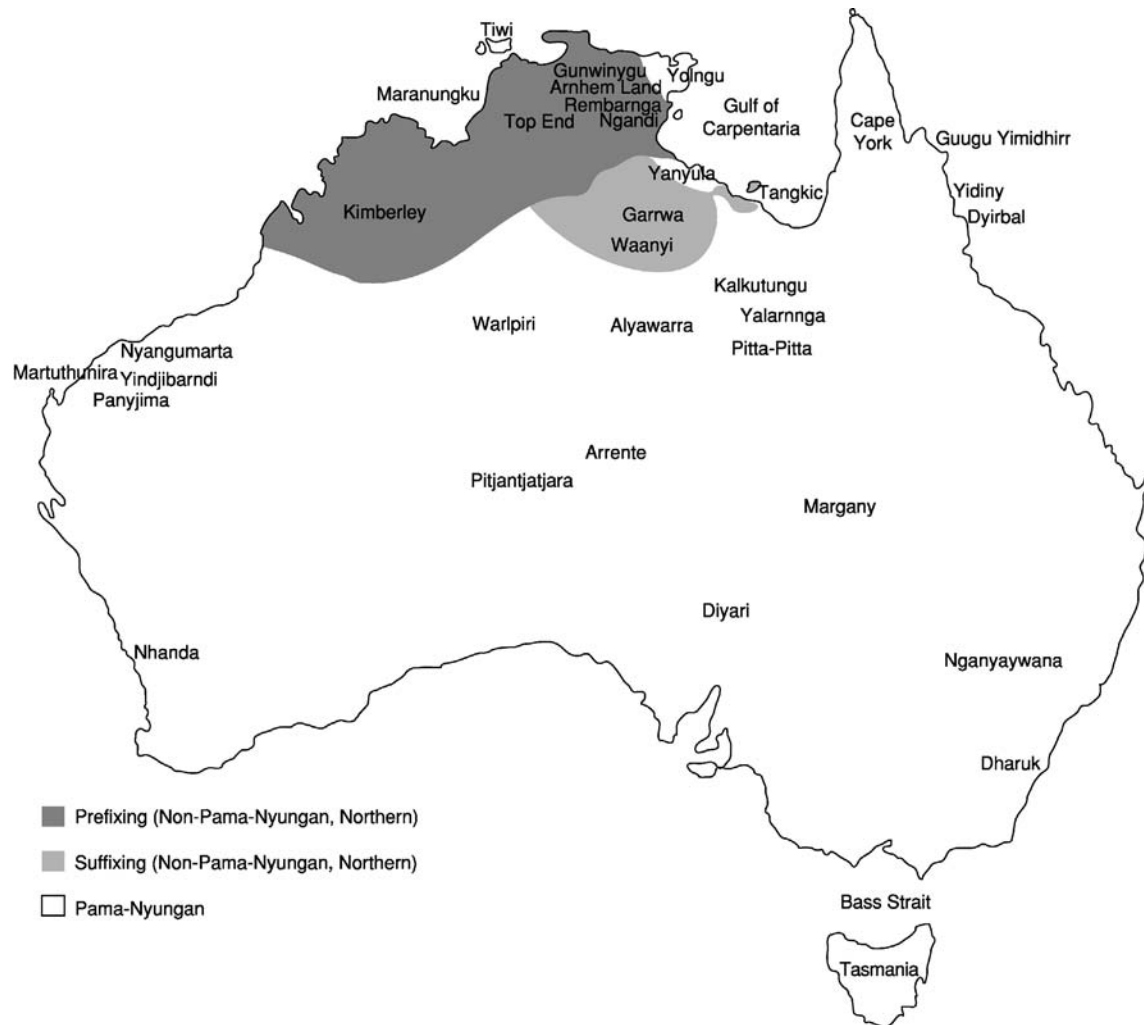 Tiwi
Gunwinygu
Yolngu
Arnhem Land
Maranungku
Rembarnga
Gulf of
Carpentaria
Top End
Ngandi
Cape
York
Guugu Yimidhirr
Yanyula
Tangkic
Yidiny
Kimberley
Garrwa
Dyirbal
Waanyi
Kalkutungu
Warlpiri
Alyawarra
Yalarnnga
Nyangumarta
Pitta-Pitta
Martuthunira
Yindjibarndi
Panyjima
Arrente
Pitjantjatjara
Margany
Diyari
Nhanda
Nganyaywana
Dharuk
Prefixing (Non-Pama-Nyungan, Northern)
Suffixing (Non-Pama-Nyungan, Northern)
Pama-Nyungan
Bass Strait
Tasmania